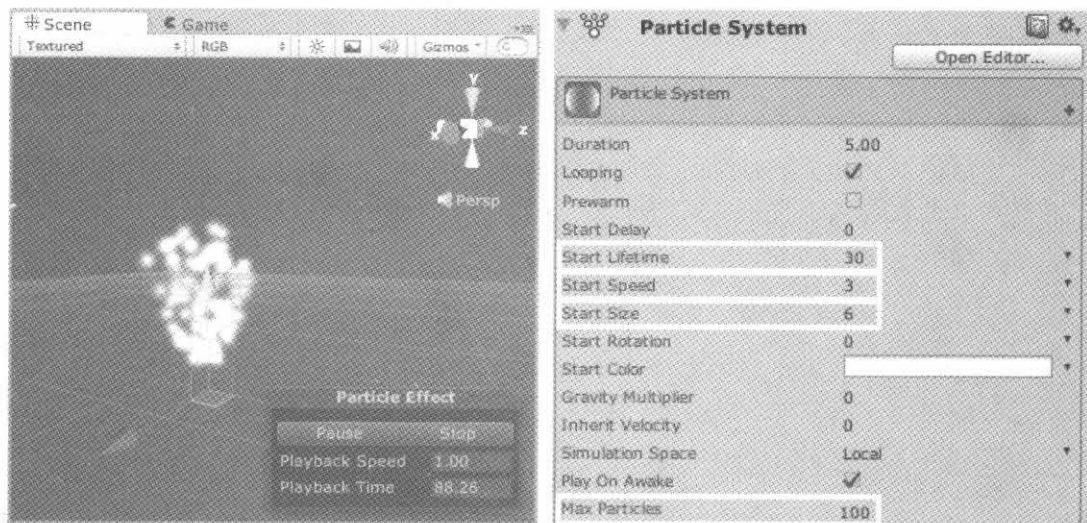 Scene
Game
Textured
RGB
Gizmos
y
x
z
Persp
Particle Effect
Pause
Stop
Playback Speed 1.00
Playback Time 88.26
Particle System
Open Editor...
Particle System
Duration 5.00
Looping
Prewarm
Start Delay 0
Start Lifetime 30
Start Speed 3
Start Size 6
Start Rotation 0
Start Color
Gravity Multiplier 0
Inherit Velocity 0
Simulation Space Local
Play On Awake
Max Particles 100